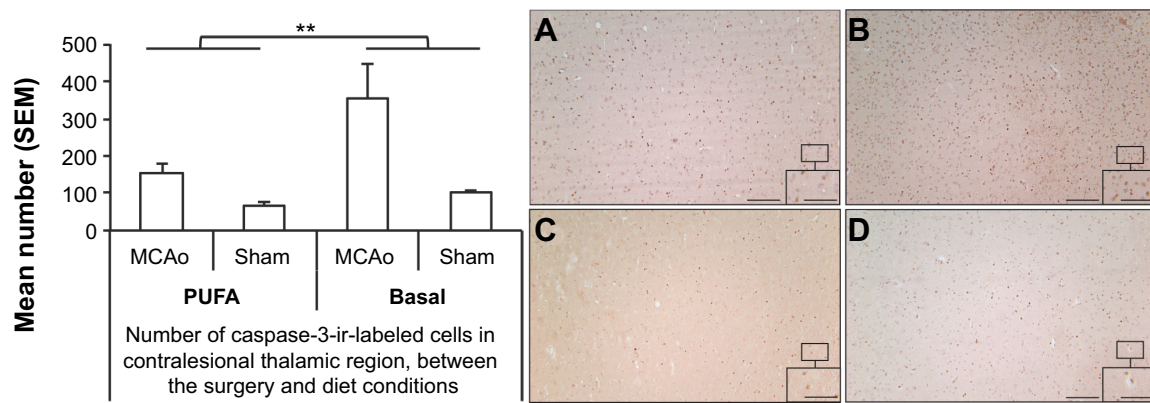 **
Mean number (SEM)
500
400
300
200
100
0
MCAo Sham MCAo Sham
PUFA Basal
Number of caspase-3-ir-labeled cells in
contralesional thalamic region, between
the surgery and diet conditions
A
B
C
D